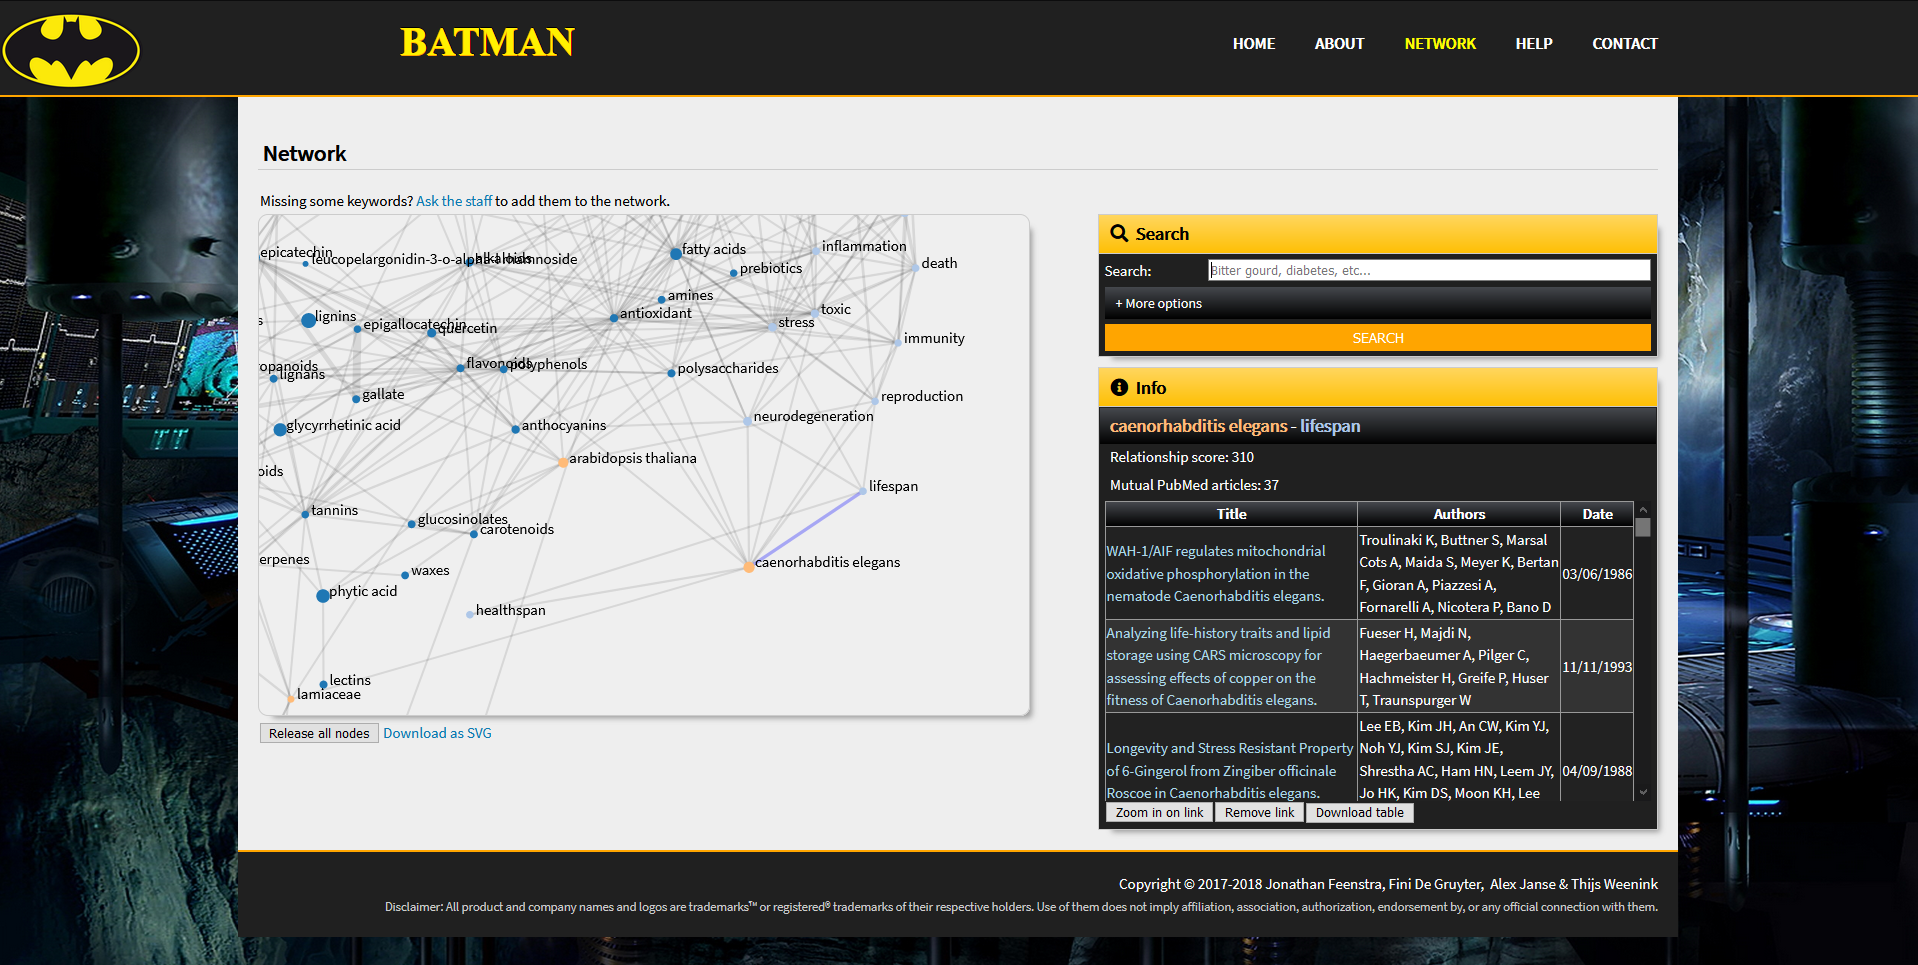 BATMAN
HOME ABOUT NETWORK HELP CONTACT
Network
Missing some keywords? Ask the staff to add them to the network.
epicatechin
leucopelargonidin-3-o-alpha-l-rhamnoside
alkaloids
fatty acids
inflammation
death
prebiotics
amines
antioxidant
toxic
stress
lignins
epigallocatechin
quercetin
s
immunity
flavonoids
polyphenols
polysaccharides
opanoids
lignans
gallate
reproduction
neurodegeneration
glycyrrhetinic acid
anthocyanins
arabidopsis thaliana
oids
lifespan
tannins
glucosinolates
carotenoids
erpenes
caenorhabditis elegans
waxes
phytic acid
healthspan
lectins
lamiaceae
Release all nodes Download as SVG
Search
Search: Bitter gourd, diabetes, etc...
+ More options
SEARCH
Info
caenorhabditis elegans - lifespan
Relationship score: 310
Mutual PubMed articles: 37
Title Authors Date
WAH-1/AIF regulates mitochondrial
oxidative phosphorylation in the
nematode Caenorhabditis elegans.
Troulinaki K, Buttner S, Marsal
Cots A, Maida S, Meyer K, Bertan
F, Gioran A, Piazzesi A,
Fornarelli A, Nicotera P, Bano D
03/06/1986
Analyzing life-history traits and lipid
storage using CARS microscopy for
assessing effects of copper on the
fitness of Caenorhabditis elegans.
Fueser H, Majdi N,
Haegerbaeumer A, Pilger C,
Hachmeister H, Greife P, Huser
T, Traunspurger W
11/11/1993
Longevity and Stress Resistant Property
of 6-Gingerol from Zingiber officinale
Roscoe in Caenorhabditis elegans.
Lee EB, Kim JH, An CW, Kim YJ,
Noh YJ, Kim SJ, Kim JE,
Shrestha AC, Ham HN, Leem JY,
Jo HK, Kim DS, Moon KH, Lee
04/09/1988
Zoom in on link Remove link Download table
Copyright © 2017-2018 Jonathan Feenstra, Fini De Gruyter, Alex Janse & Thijs Weenink
Disclaimer: All product and company names and logos are trademarks™ or registered® trademarks of their respective holders. Use of them does not imply affiliation, association, authorization, endorsement by, or any official connection with them.